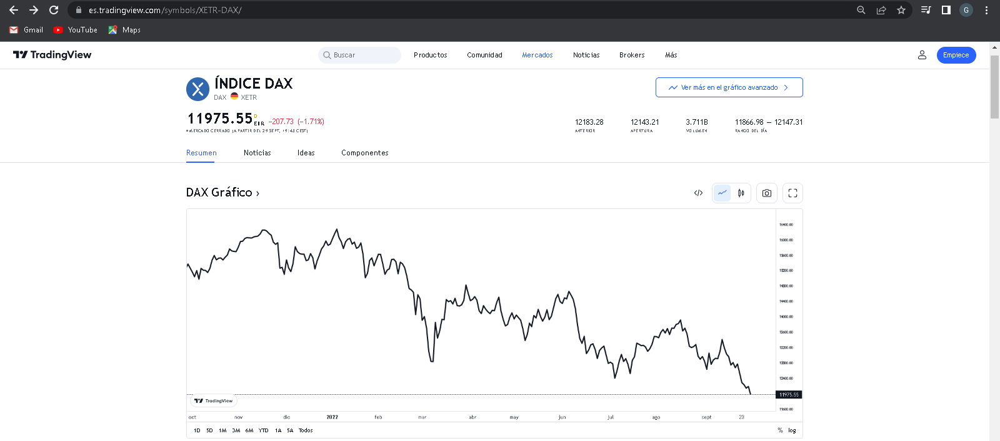 es.tradingview.com/symbols/XETR-DAX/
G
Gmail YouTube Maps
TradingView
Buscar
Productos Comunidad Mercados Noticias Brokers Más
Empiece
ÍNDICE DAX
DAX XETR
Ver más en el gráfico avanzado
11975.55 D EUR −207.73 (−1.71%)
MERCADO CERRADO (A PARTIR DEL 29 SEPT, 19:43 CEST)
12183.28 12143.21 3.711B 11866.98 — 12147.31
ANTERIOR APERTURA VOLUMEN RANGO DEL DÍA
Resumen Noticias Ideas Componentes
DAX Gráfico ›
</>
16400.00
16000.00
15600.00
15200.00
14800.00
14400.00
14000.00
13600.00
13200.00
12800.00
12400.00
11975.55
11600.00
TradingView
oct nov dic 2022 feb mar abr may jun jul ago sept 23
1D 5D 1M 3M 6M YTD 1A 5A Todos
% log